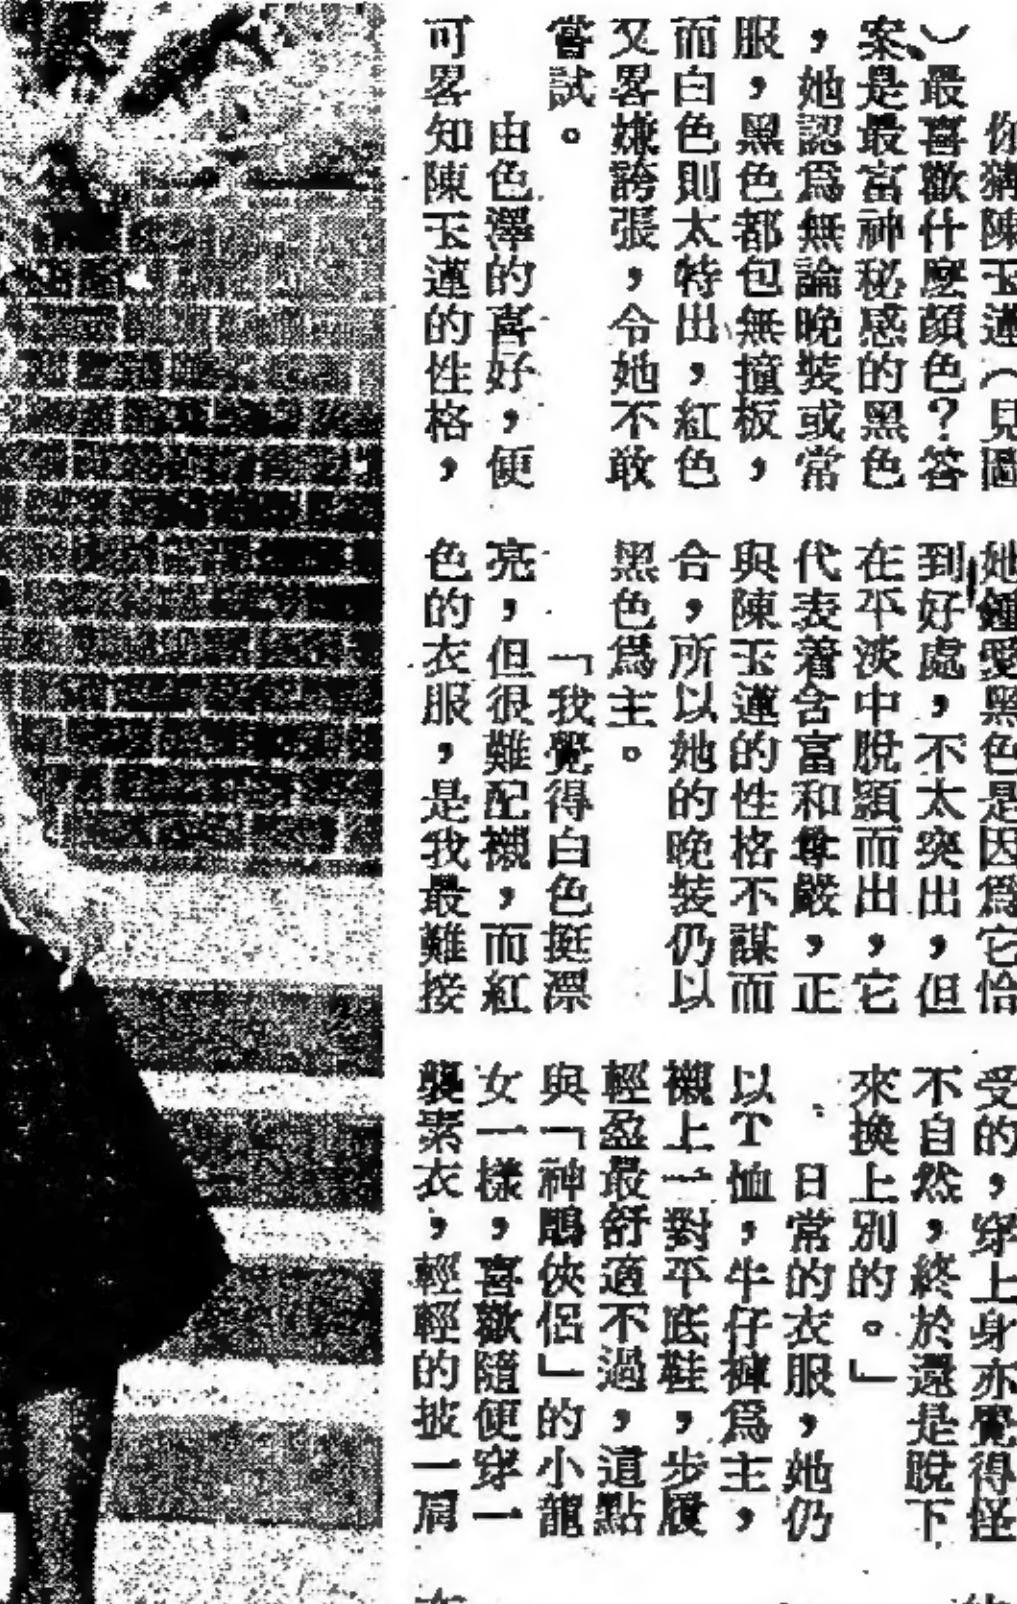 你猜陳玉蓮（見圖
）最喜歡什麽顏色？答
案是最富神秘感的黑色
，她認爲無論晚裝或常
服，黑色都包無撞板，
而白色則太特出，紅色
又畧嫌誇張，令她不敢
嘗試。
由色澤的喜好，便
可畧知陳玉蓮的性格，
她鍾愛黑色是因爲它恰
到好處，不太突出，但
在平淡中脫穎而出，它
代表着含富和尊嚴，正
與陳玉蓮的性格不謀而
合，所以她的晚裝仍以
黑色爲主。
「我覺得白色挺漂
亮，但很難配襯，而紅
色的衣服，是我最難接
受的，穿上身亦覺得怪
不自然，終於還是脫下
來換上別的。」
日常的衣服，她仍
以T恤，牛仔褲爲主，
襯上一對平底鞋，步履
輕盈最舒適不過，這點
與「神鵰俠侶」的小龍
女一樣，喜歡隨便穿一
襲素衣，輕輕的披一肩